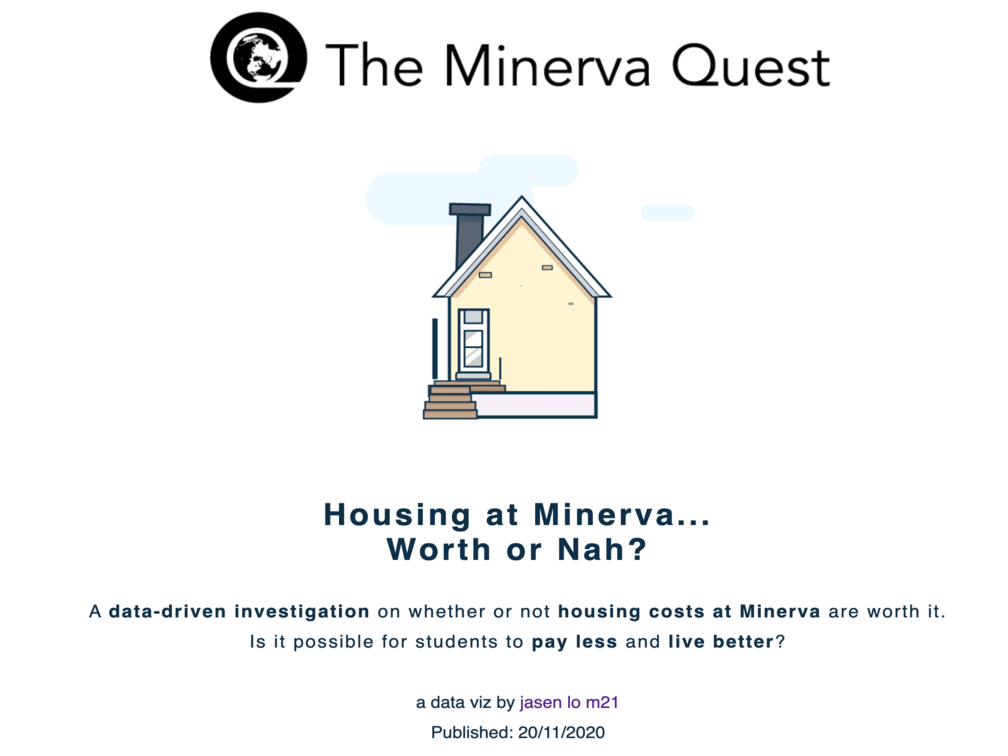 The Minerva Quest
Housing at Minerva...
Worth or Nah?
A data-driven investigation on whether or not housing costs at Minerva are worth it.
Is it possible for students to pay less and live better?
a data viz by jasen lo m21
Published: 20/11/2020